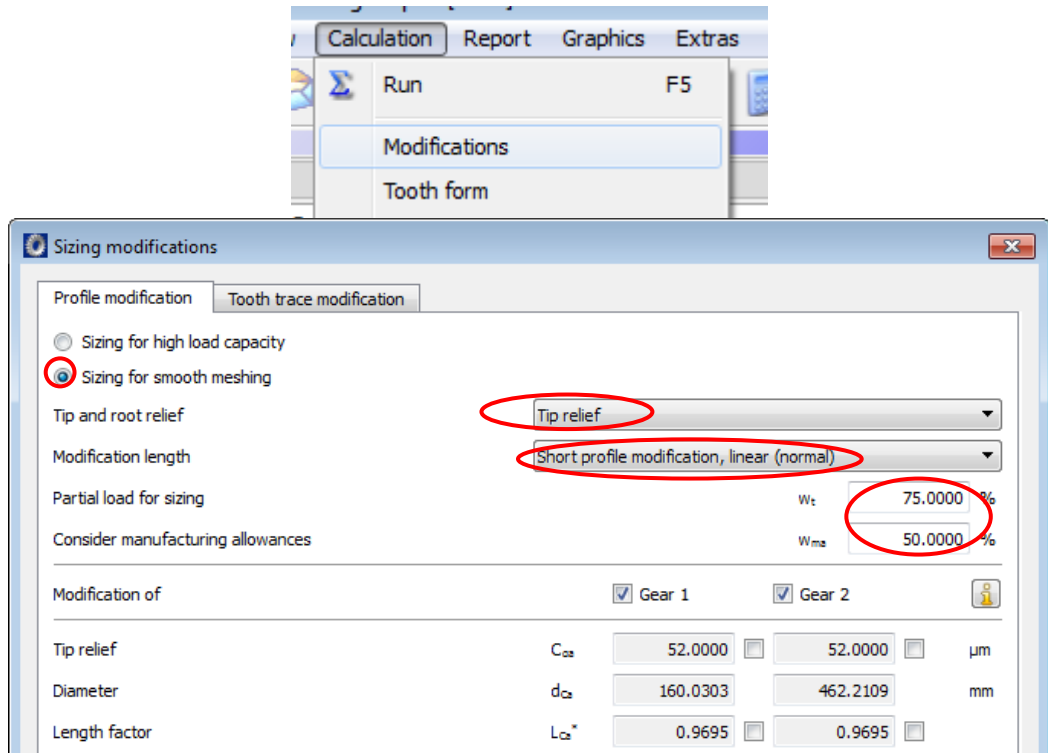 Calculation Report Graphics Extras
Σ Run F5
Modifications
Tooth form
Sizing modifications
Profile modification Tooth trace modification
Sizing for high load capacity
Sizing for smooth meshing
Tip and root relief Tip relief
Modification length Short profile modification, linear (normal)
Partial load for sizing wt 75.0000 %
Consider manufacturing allowances wma 50.0000 %
Modification of Gear 1 Gear 2
Tip relief Cαa 52.0000 52.0000 µm
Diameter dCa 160.0303 462.2109 mm
Length factor LCa* 0.9695 0.9695